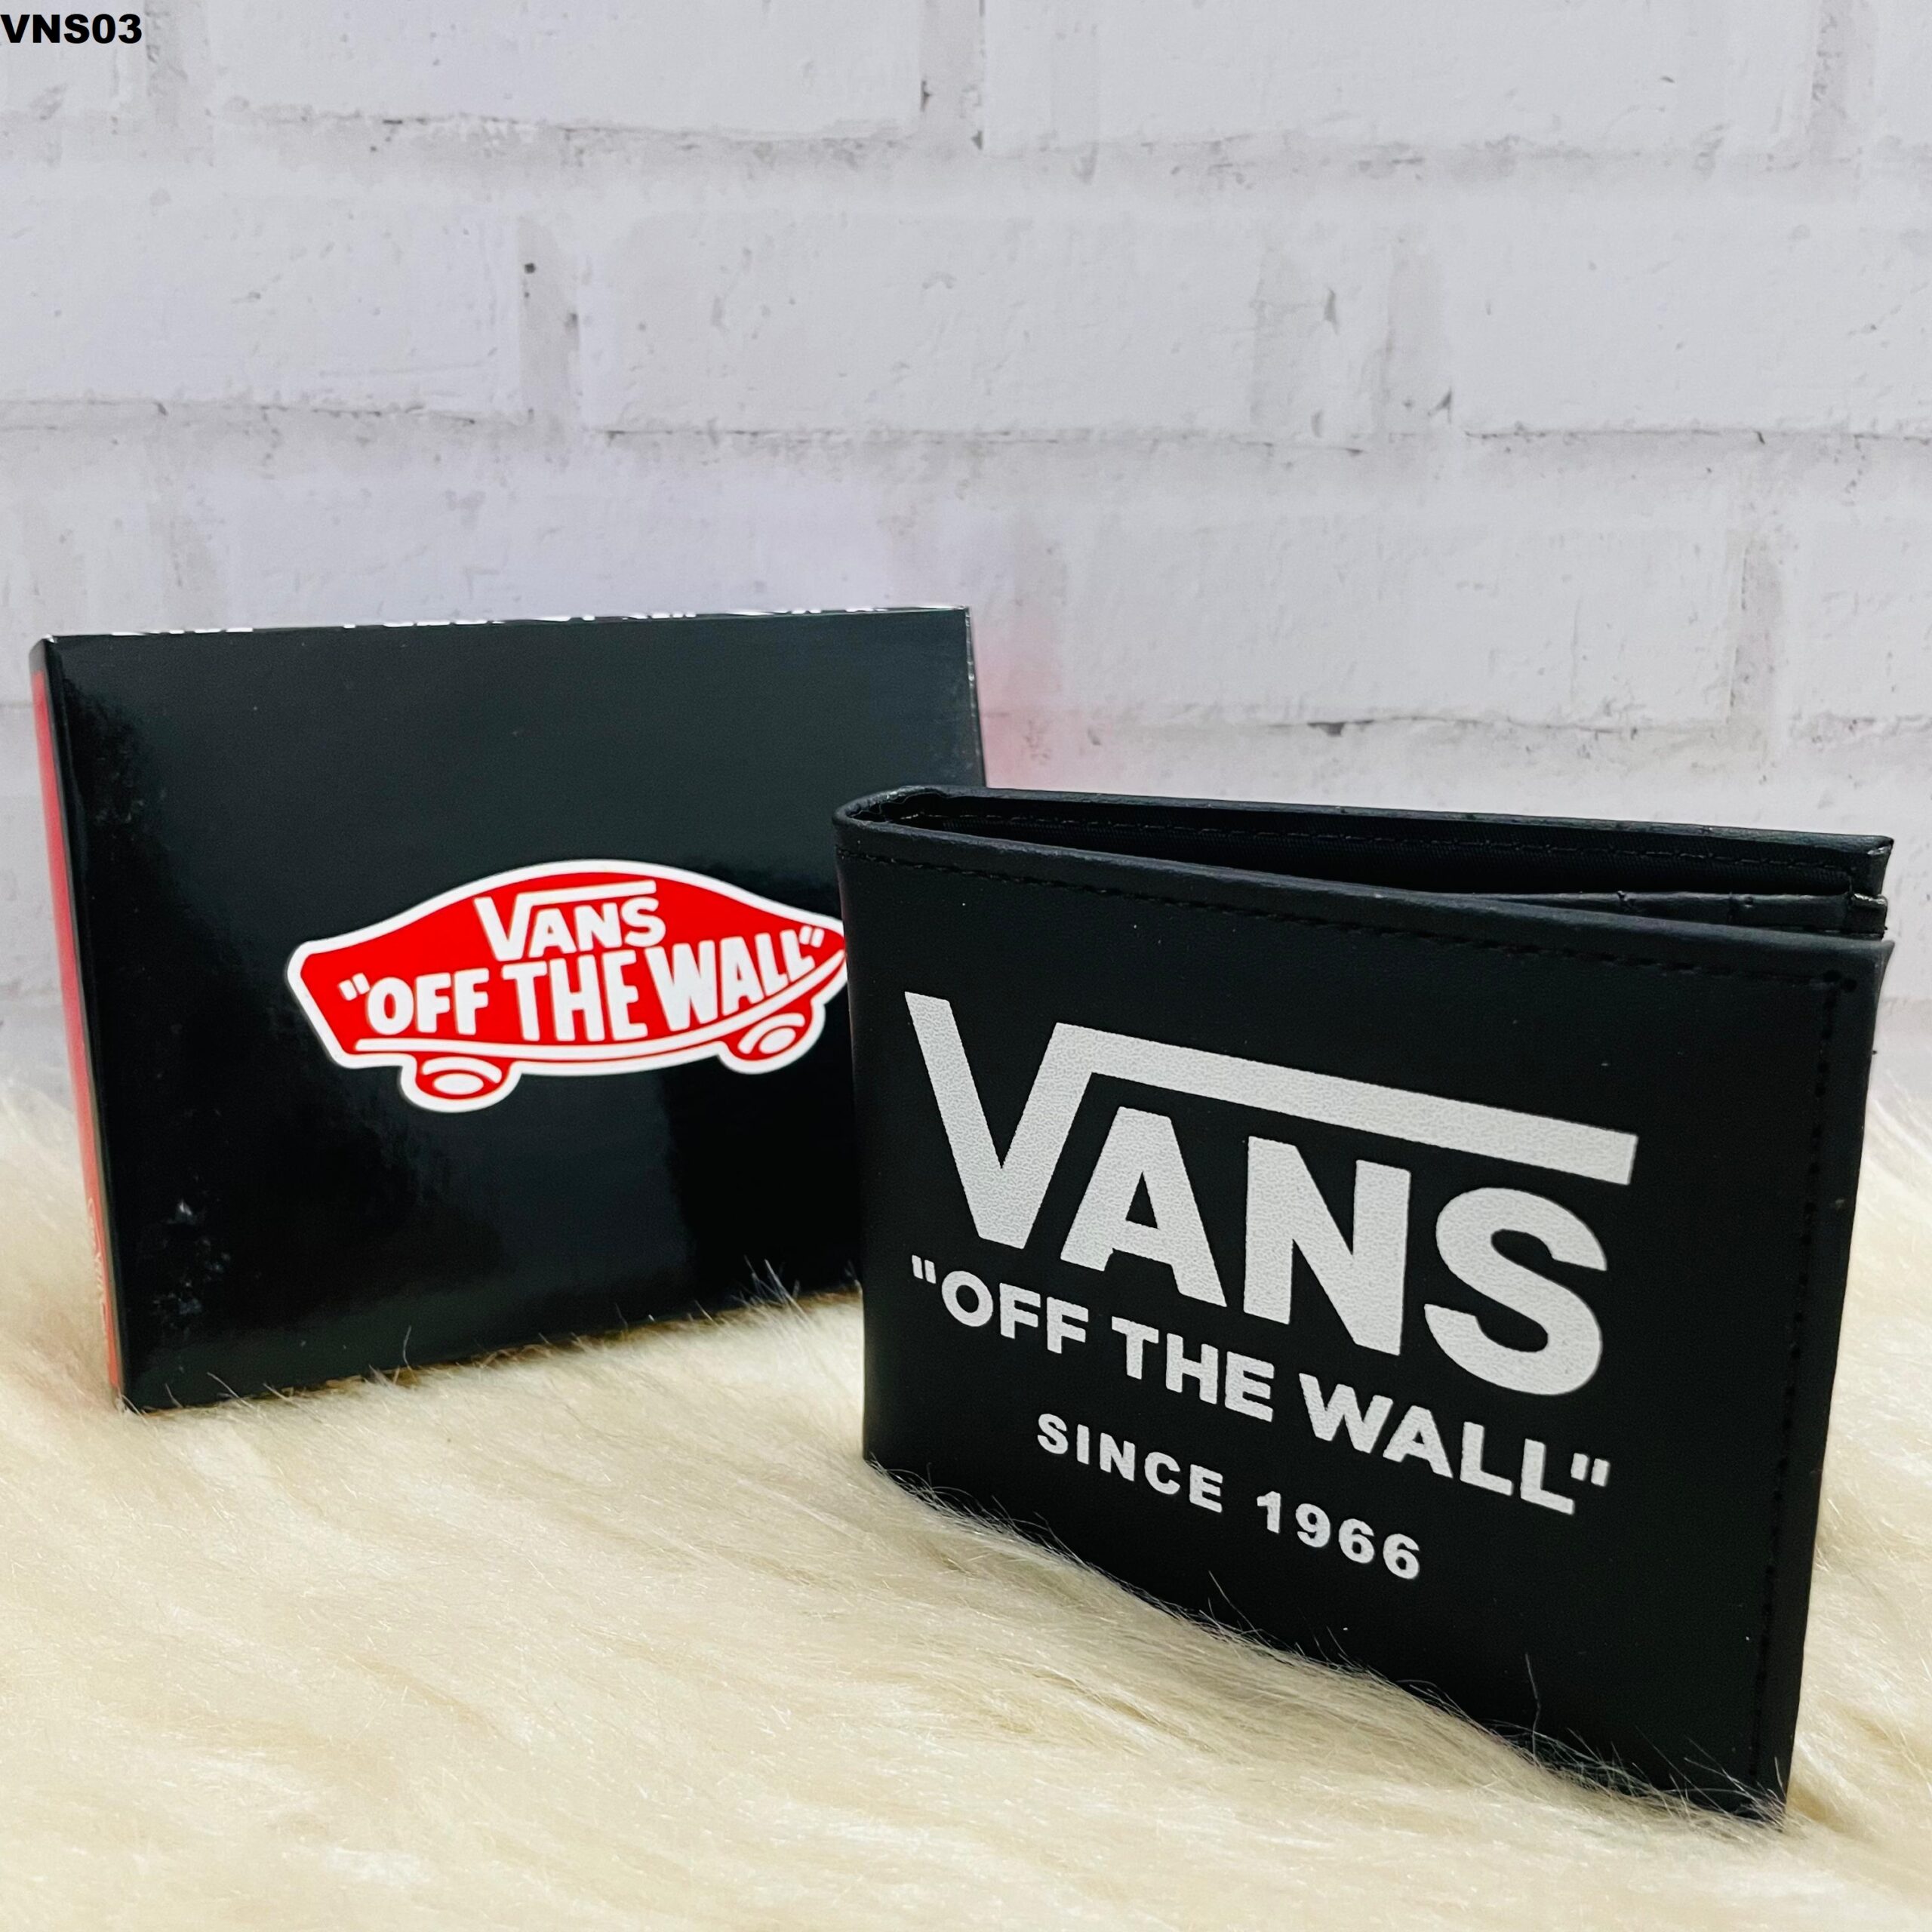 VNS03
VANS
"OFF THE WALL"
VANS
"OFF THE WALL"
SINCE 1966